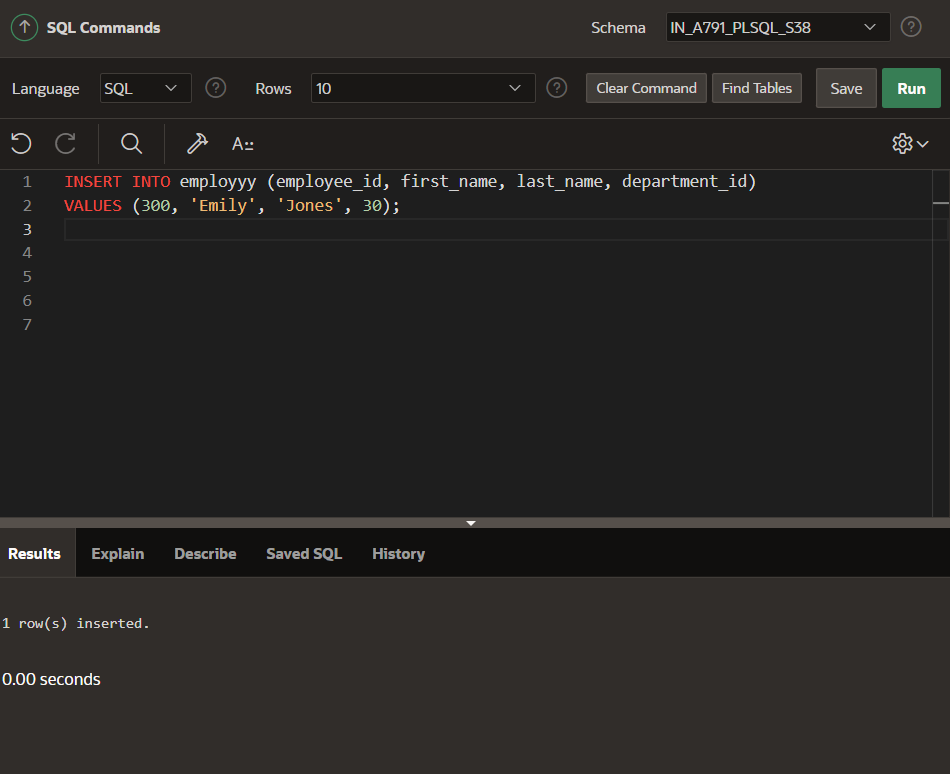 SQL Commands Schema IN_A791_PLSQL_S38 ?
Language SQL ? Rows 10 ? Clear Command Find Tables Save Run
A::
1 INSERT INTO employyy (employee_id, first_name, last_name, department_id)
2 VALUES (300, 'Emily', 'Jones', 30);
3
4
5
6
7
Results Explain Describe Saved SQL History
1 row(s) inserted.
0.00 seconds